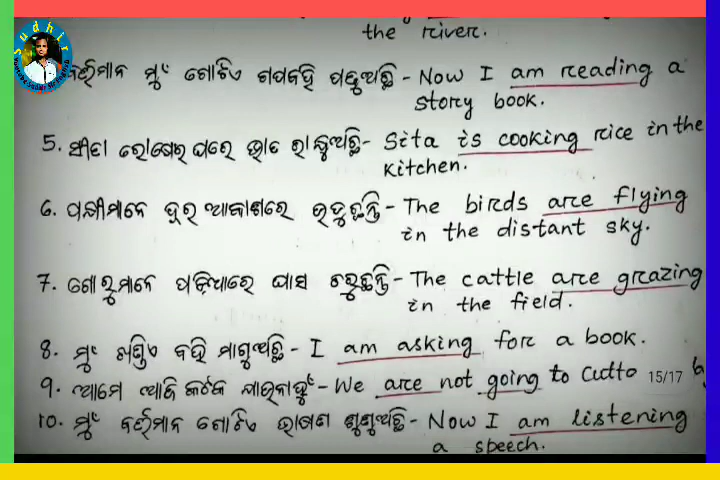 the river.
ବର୍ତ୍ତମାନ ମୁଂ ଗୋଟିଏ ଗପବହି ପଢୁଅଛି - Now I am reading a
story book.
5. ସୀତା ରୋଷେଇ ଘରେ ଭାତ ରାନ୍ଧୁଅଛି - Sita is cooking rice in the
kitchen.
6. ପକ୍ଷୀମାନେ ଦୂର ଆକାଶରେ ଉଡୁଛନ୍ତି - The birds are flying
in the distant sky.
7. ଗୋରୁମାନେ ପଡ଼ିଆରେ ଘାସ ଚରୁଛନ୍ତି - The cattle are grazing
in the field.
8. ମୁଂ ଖଣ୍ଡିଏ ବହି ମାଗୁଅଛି - I am asking for a book.
9. ଆମେ ଆଜି କଟକ ଯାଉନାହୁଁ - We are not going to Cutta 15/17
10. ମୁଂ ବର୍ତ୍ତମାନ ଗୋଟିଏ ଭାଷଣ ଶୁଣୁଅଛି - Now I am listening
a speech.
Sudhir